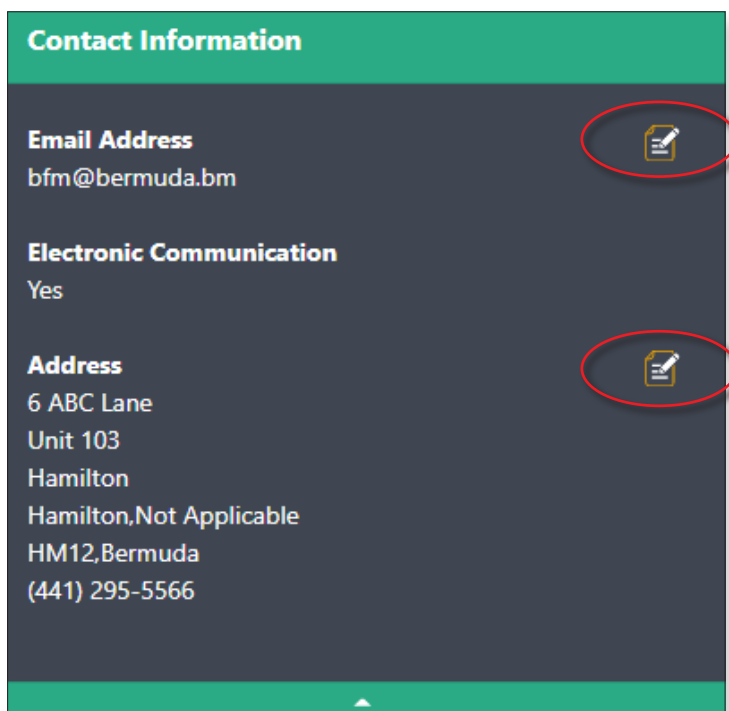 Contact Information
Email Address
bfm@bermuda.bm
Electronic Communication
Yes
Address
6 ABC Lane
Unit 103
Hamilton
Hamilton,Not Applicable
HM12,Bermuda
(441) 295-5566